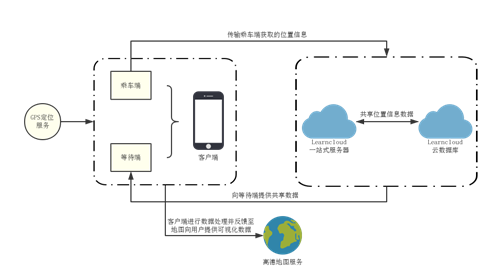 传输乘车端获取的位置信息
乘车端
GPS定位
服务
等待端
客户端
共享位置信息数据
Learncloud
一站式服务器
Learncloud
云数据库
向等待端提供共享数据
客户端进行数据处理并反馈至
地图向用户提供可视化数据
高德地图服务